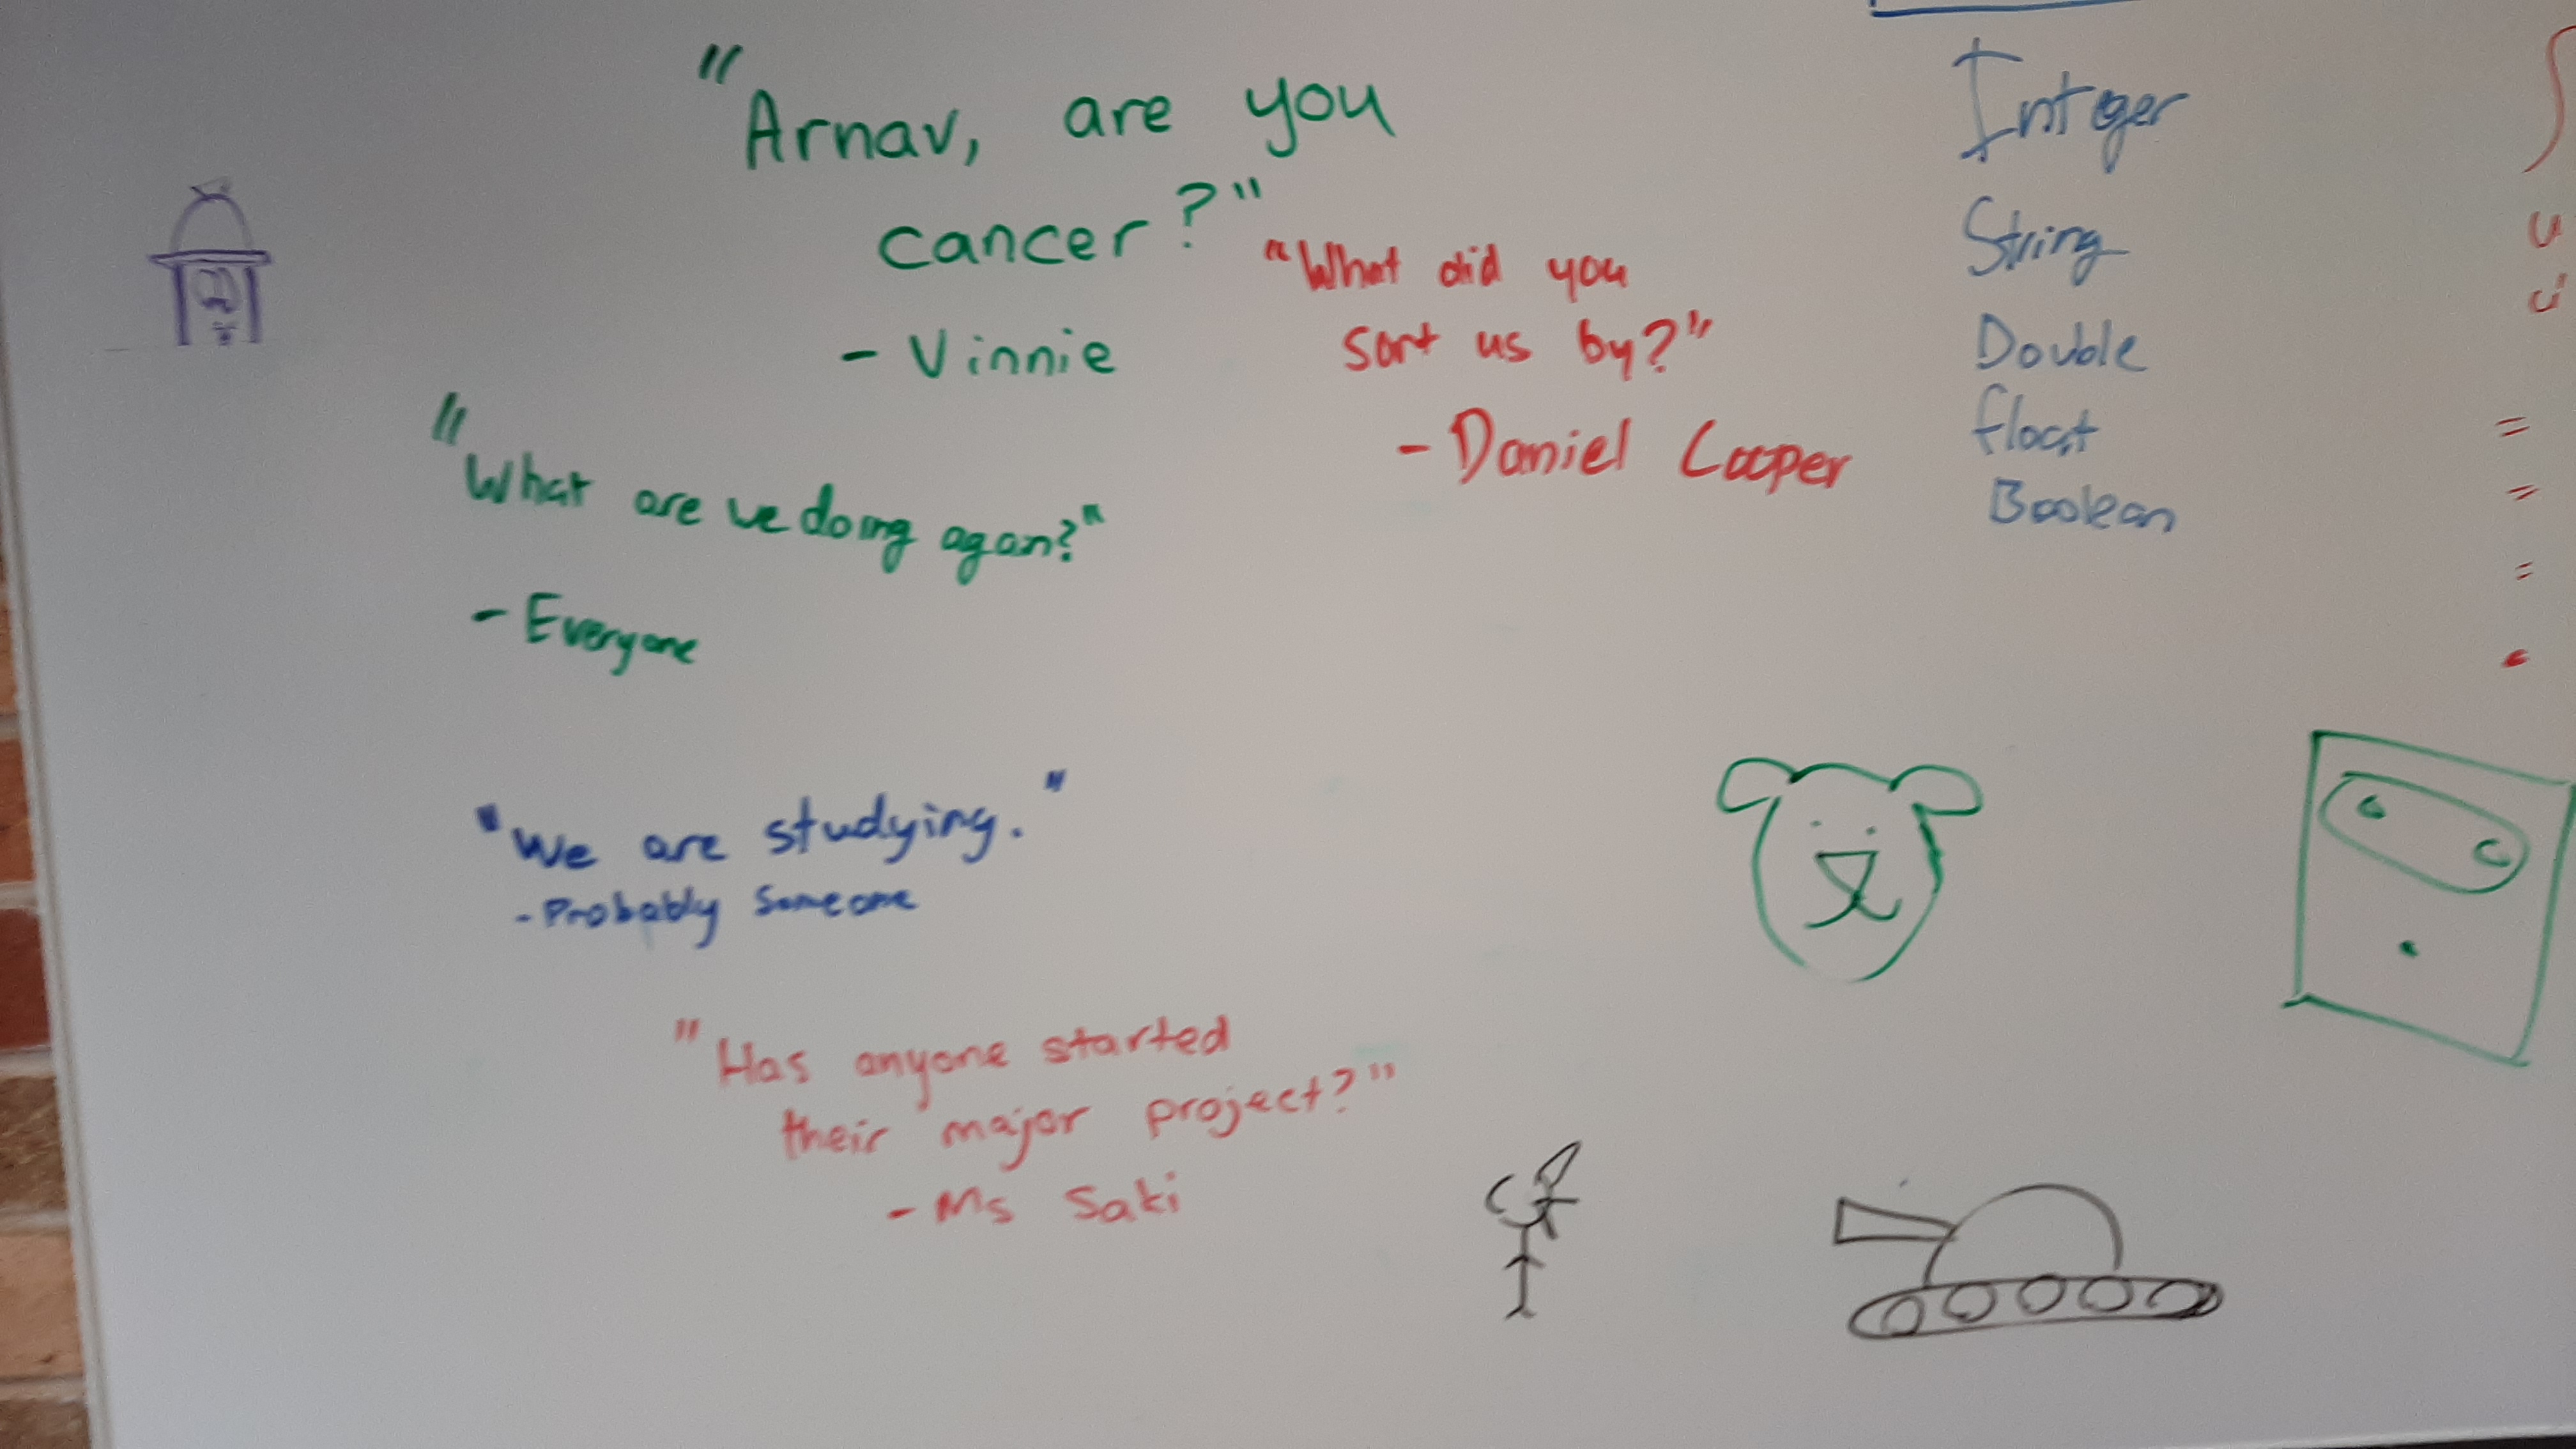 "Arnav, are you
cancer?"
- Vinnie
"What did you
sort us by?"
- Daniel Cooper
"What are we doing again?"
- Everyone
"We are studying."
- Probably Someone
"Has anyone started
their major project?"
- Ms Saki
Integer
String
Double
float
Boolean